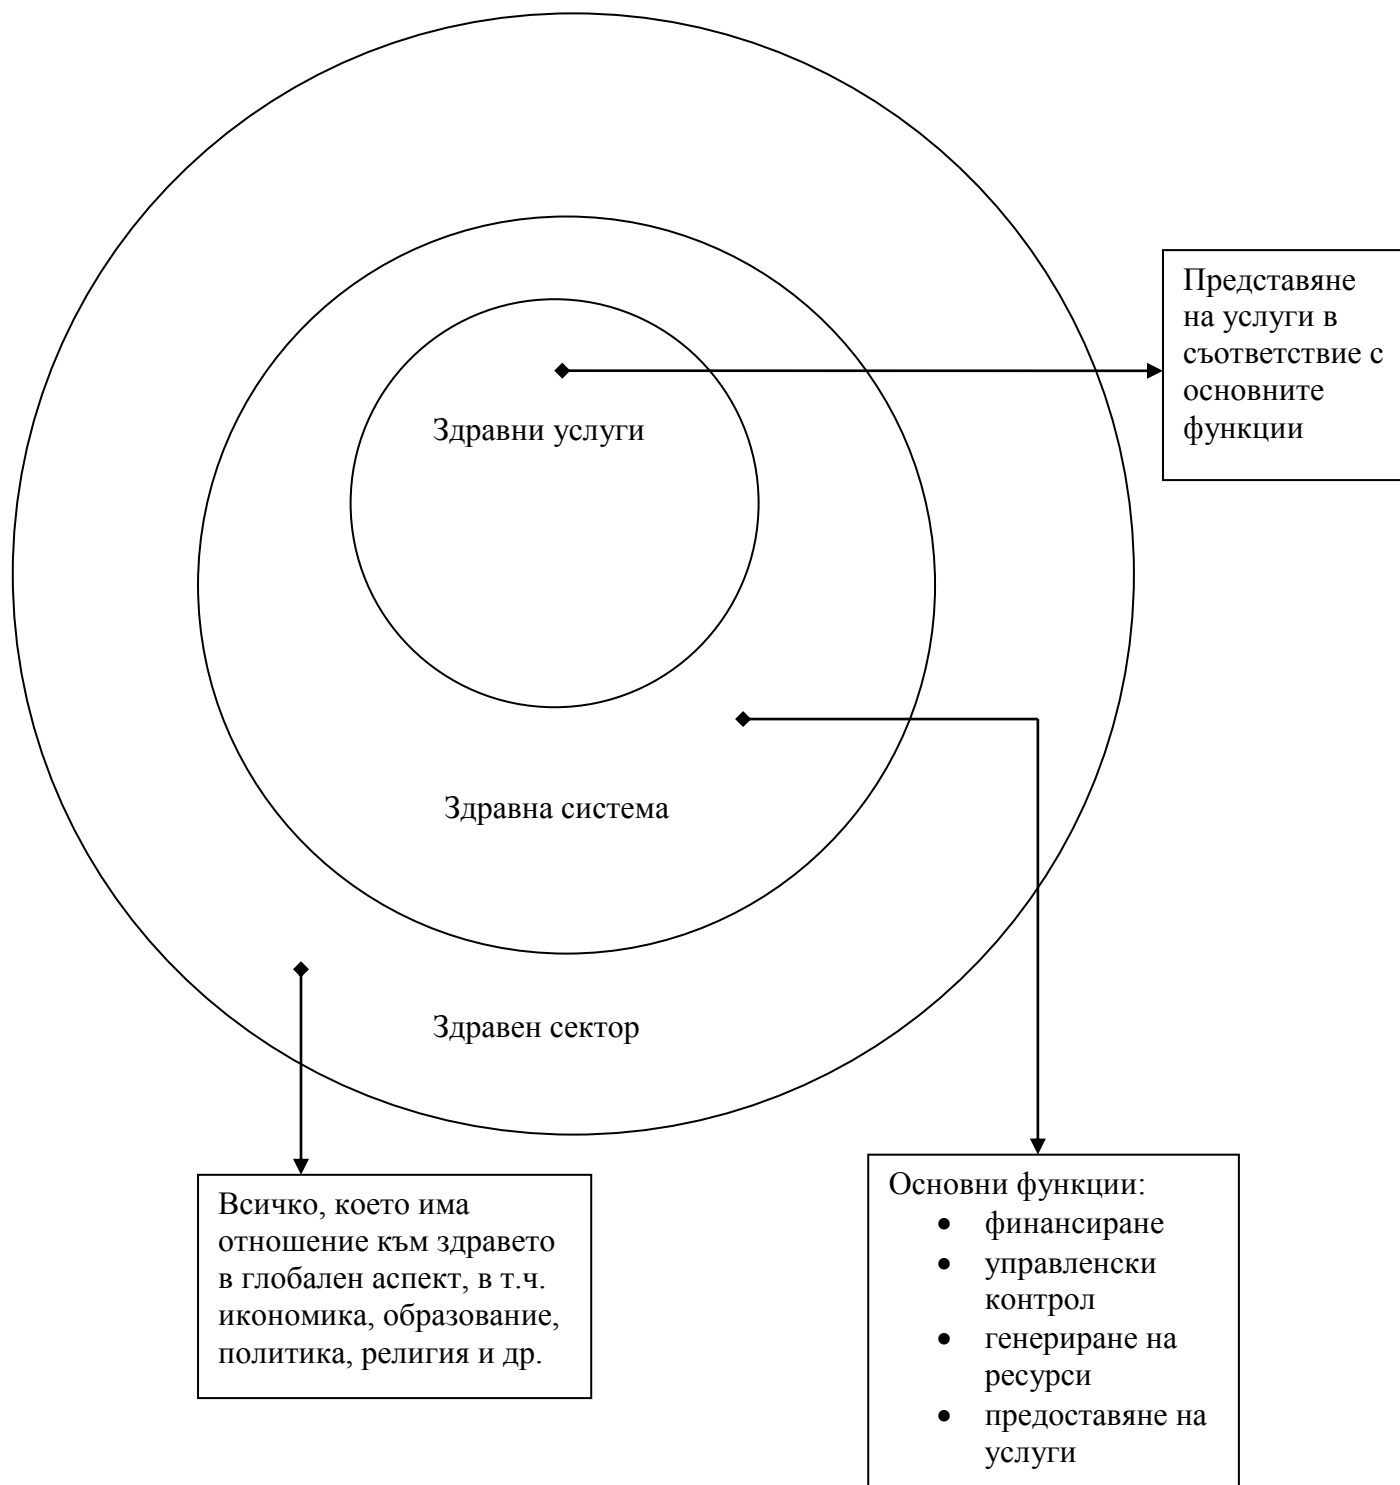 Представяне
на услуги в
съответствие с
основните
функции
Здравни услуги
Здравна система
Здравен сектор
Всичко, което има
отношение към здравето
в глобален аспект, в т.ч.
икономика, образование,
политика, религия и др.
Основни функции:
• финансиране
• управленски
контрол
• генериране на
ресурси
• предоставяне на
услуги